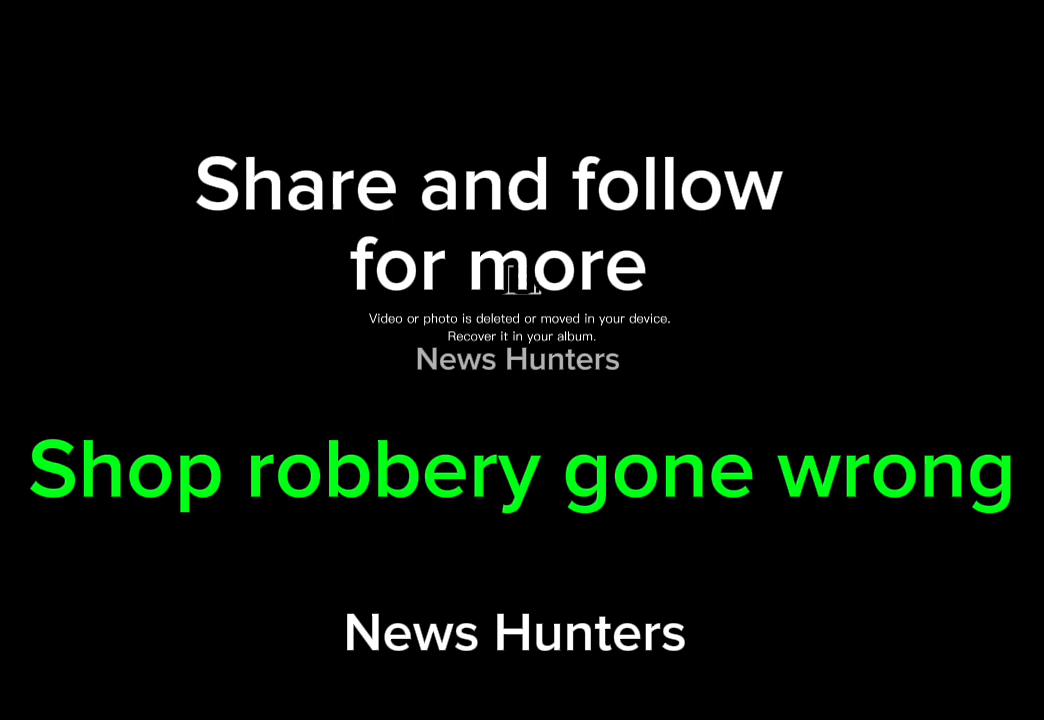 Share and follow
for more
Video or photo is deleted or moved in your device.
Recover it in your album.
News Hunters
Shop robbery gone wrong
News Hunters